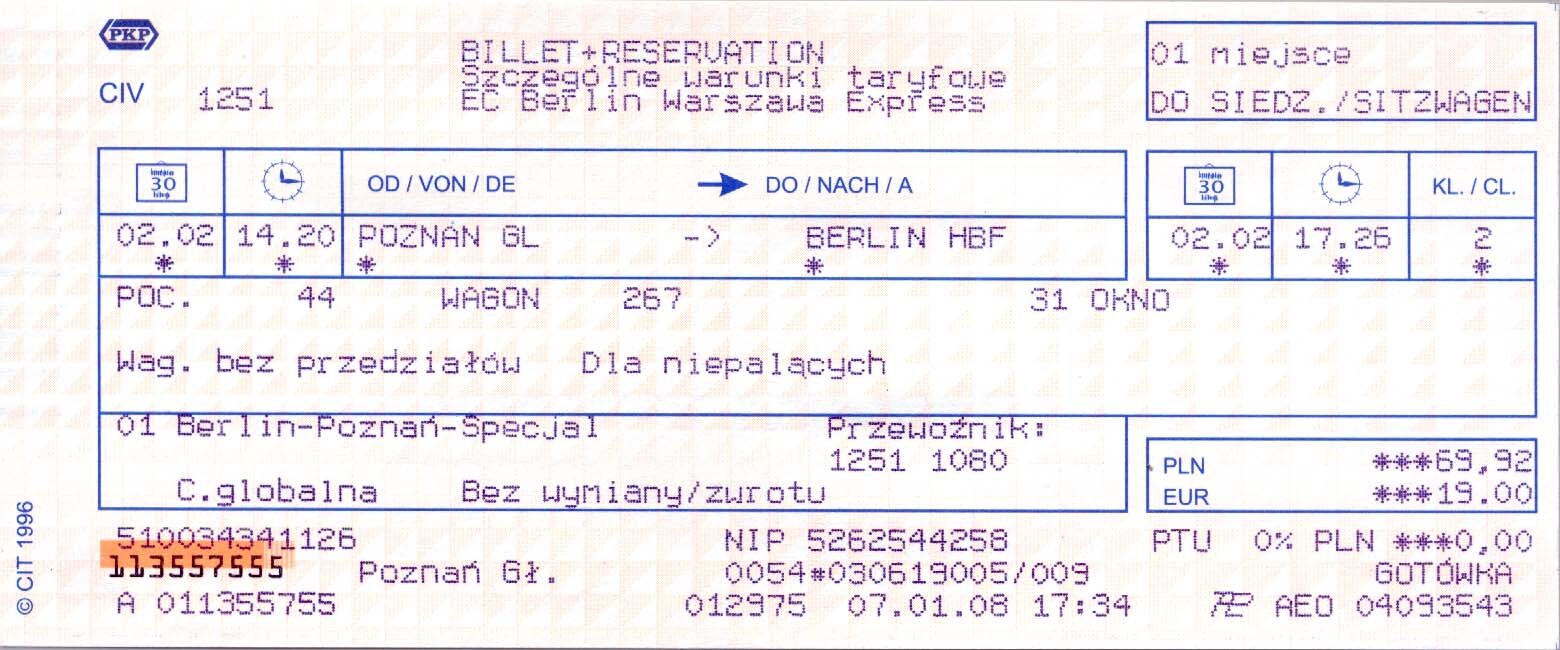 PKP
BILLET+RESERVATION
Szczególne warunki taryfowe
CIV 1251 EC Berlin Warszawa Express
01 miejsce
DO SIEDZ./SITZWAGEN
30 OD / VON / DE DO / NACH / A 30 KL. / CL.
02.02 14.20 POZNAŃ GL -> BERLIN HBF 02.02 17.26 2
* * * * * * *
POC. 44 WAGON 267 31 OKNO
Wag. bez przedziałów Dla niepalących
01 Berlin-Poznań-Specjal Przewoźnik:
1251 1080
C.globalna Bez wymiany/zwrotu
PLN ***69,92
EUR ***19.00
© CIT 1996
510034341126 NIP 5262544258 PTU 0% PLN ***0,00
113557555 Poznań Gł. 0054*030619005/009 GOTÓWKA
A 011355755 012975 07.01.08 17:34 AEO 04093543